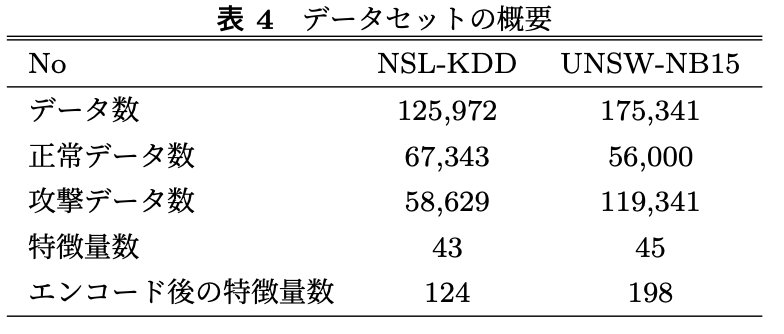 表 4 データセットの概要
No NSL-KDD UNSW-NB15
データ数 125,972 175,341
正常データ数 67,343 56,000
攻撃データ数 58,629 119,341
特徴量数 43 45
エンコード後の特徴量数 124 198